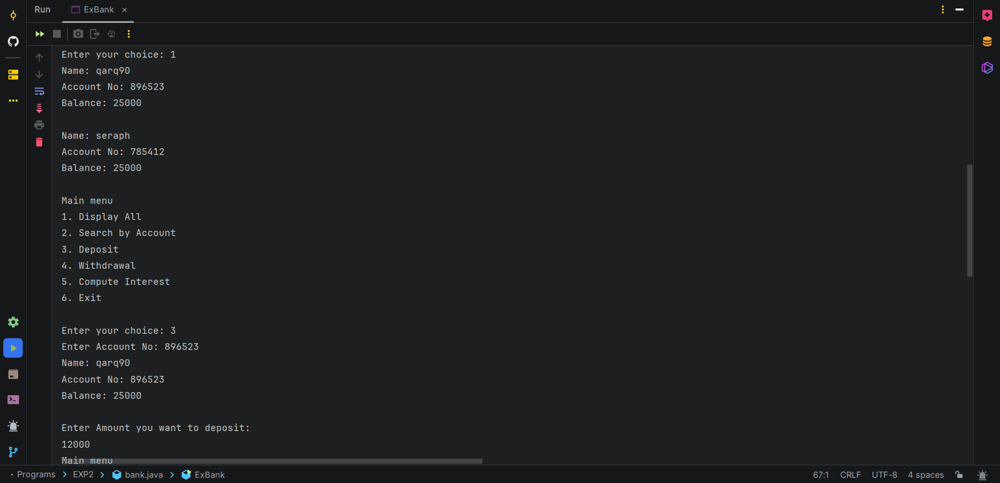 Run ExBank
Enter your choice: 1
Name: qarq90
Account No: 896523
Balance: 25000
Name: seraph
Account No: 785412
Balance: 25000
Main menu
1. Display All
2. Search by Account
3. Deposit
4. Withdrawal
5. Compute Interest
6. Exit
Enter your choice: 3
Enter Account No: 896523
Name: qarq90
Account No: 896523
Balance: 25000
Enter Amount you want to deposit:
12000
Main menu
Programs > EXP2 > bank.java > ExBank 67:1 CRLF UTF-8 4 spaces